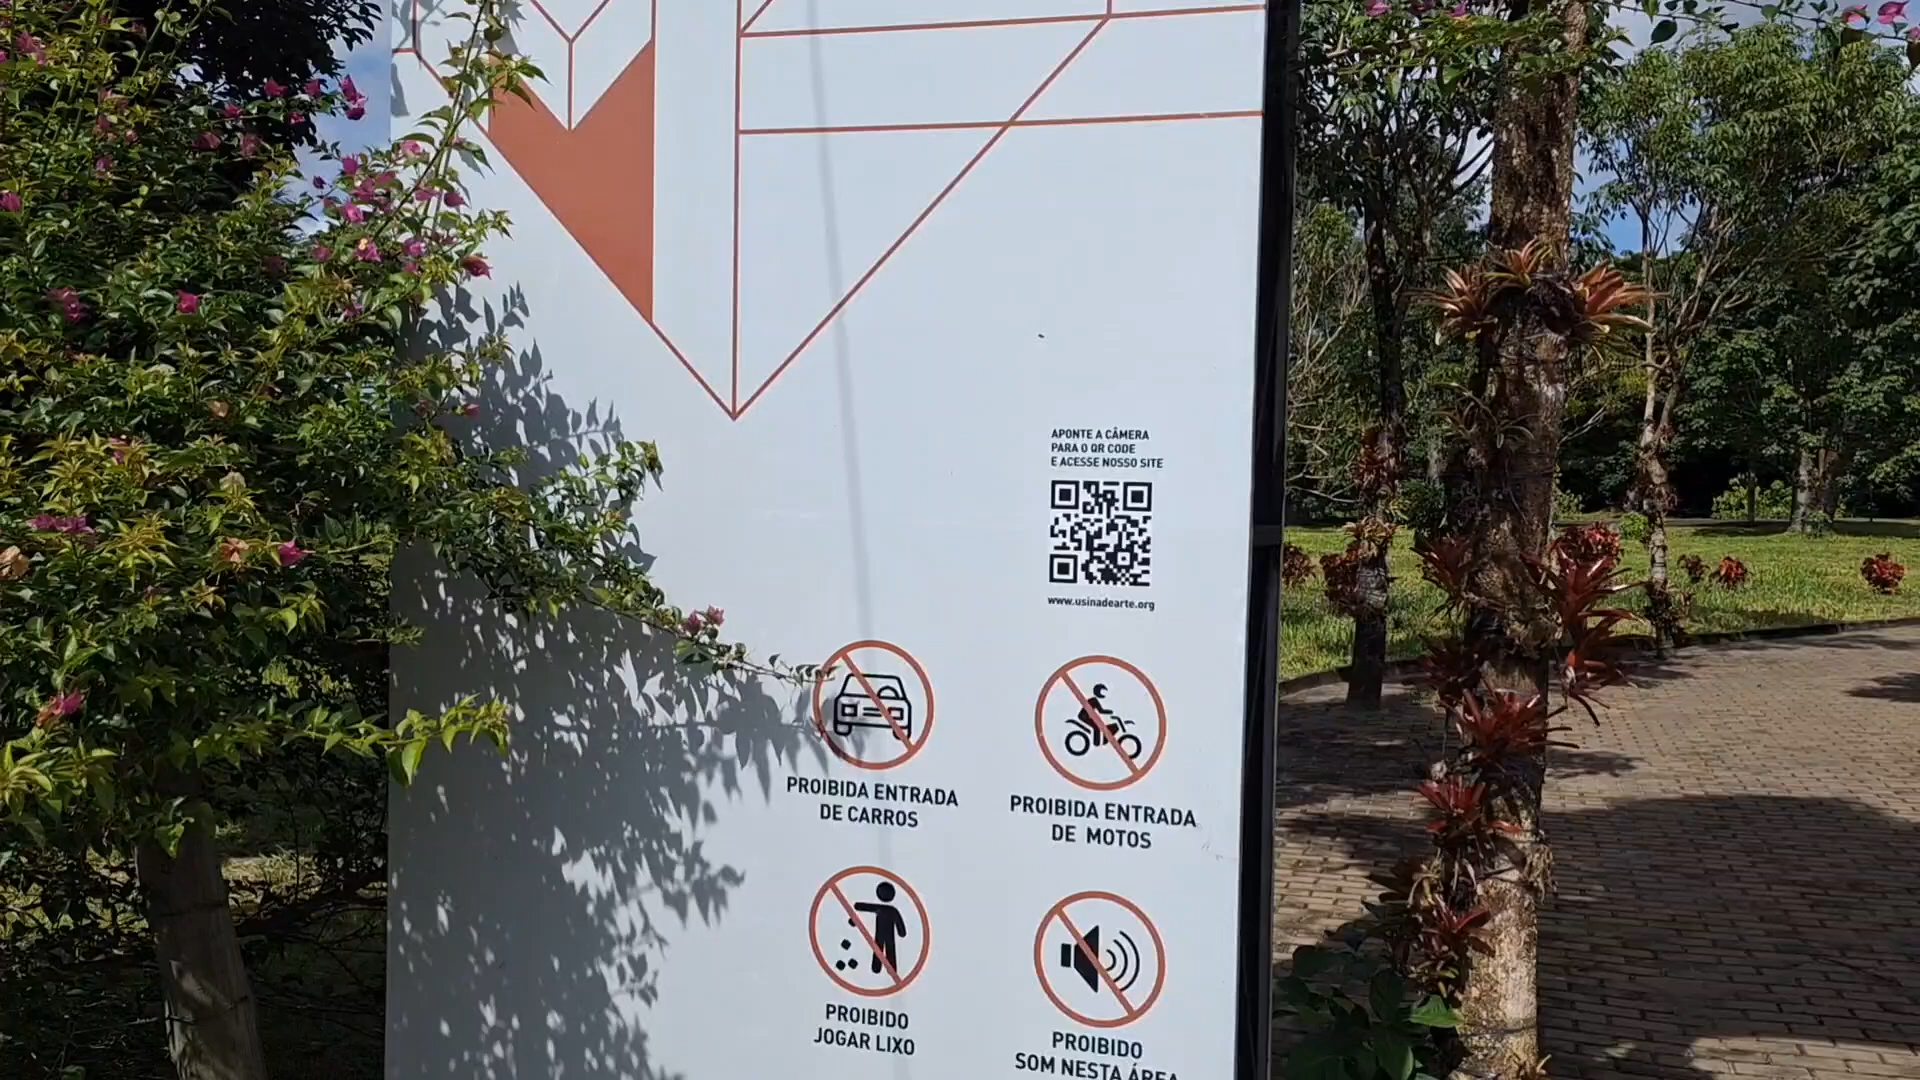 APONTE A CÂMERA
PARA O QR CODE
E ACESSE NOSSO SITE
www.usinadearte.org
PROIBIDA ENTRADA
DE CARROS
PROIBIDA ENTRADA
DE MOTOS
PROIBIDO
JOGAR LIXO
PROIBIDO
SOM NESTA ÁREA